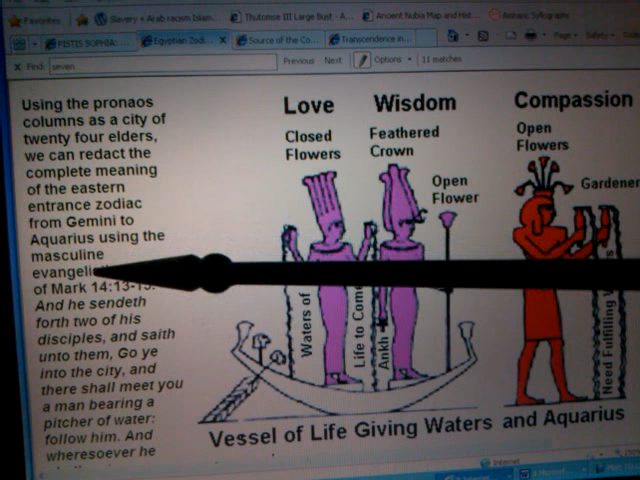 Favorites
Slavery « Arab racism Islam...
Thutmose III Large Bust - A...
Ancient Nubia Map and Hist...
PISTIS SOPHIA: ...
Egyptian Zodi...
Source of the Co...
Transcendence in...
Page
Safety
x Find: seven
Previous Next Options 11 matches
Using the pronaos
columns as a city of
twenty four elders,
we can redact the
complete meaning
of the eastern
entrance zodiac
from Gemini to
Aquarius using the
masculine
of Mark 14:13-15.
And he sendeth
forth two of his
disciples, and saith
unto them, Go ye
into the city, and
there shall meet you
a man bearing a
pitcher of water:
follow him. And
wheresoever he
Love
Closed
Flowers
Wisdom
Feathered
Crown
Open
Flower
Compassion
Open
Flowers
Gardener
Waters of
Life to Come
Ankh
Need Fulfilling
Vessel of Life Giving Waters and Aquarius
Internet